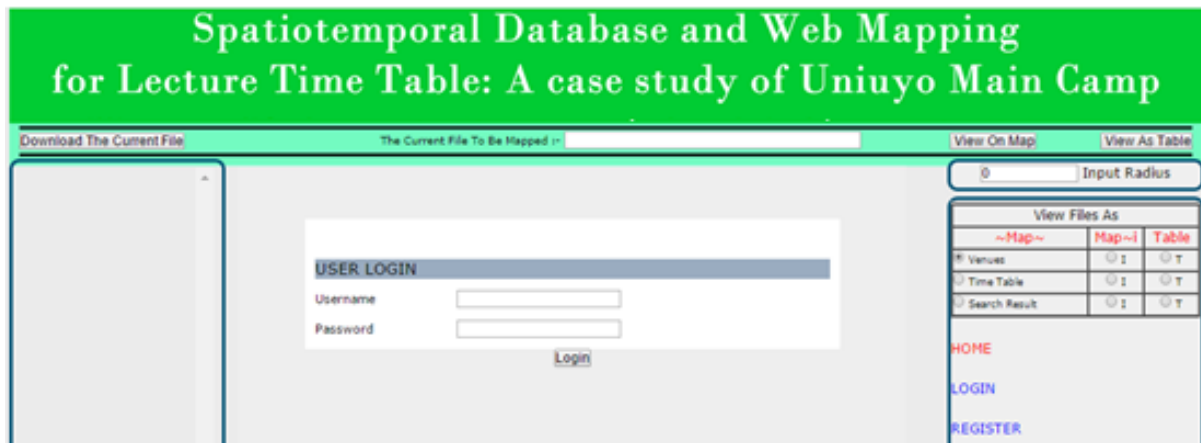 Spatiotemporal Database and Web Mapping
for Lecture Time Table: A case study of Uniuyo Main Camp
Download The Current File The Current File To Be Mapped :- View On Map View As Table
0 Input Radius
View Files As
~Map~ Map~i Table
Venues I T
Time Table I T
Search Result I T
USER LOGIN
Username
Password
Login
HOME
LOGIN
REGISTER